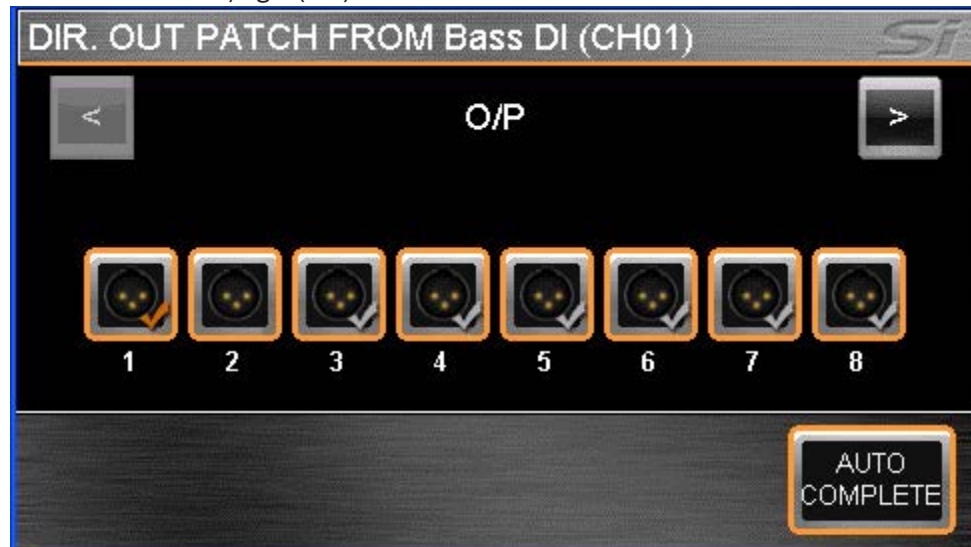 DIR. OUT PATCH FROM Bass DI (CH01)
Si
<
O/P
>
1 2 3 4 5 6 7 8
AUTO
COMPLETE